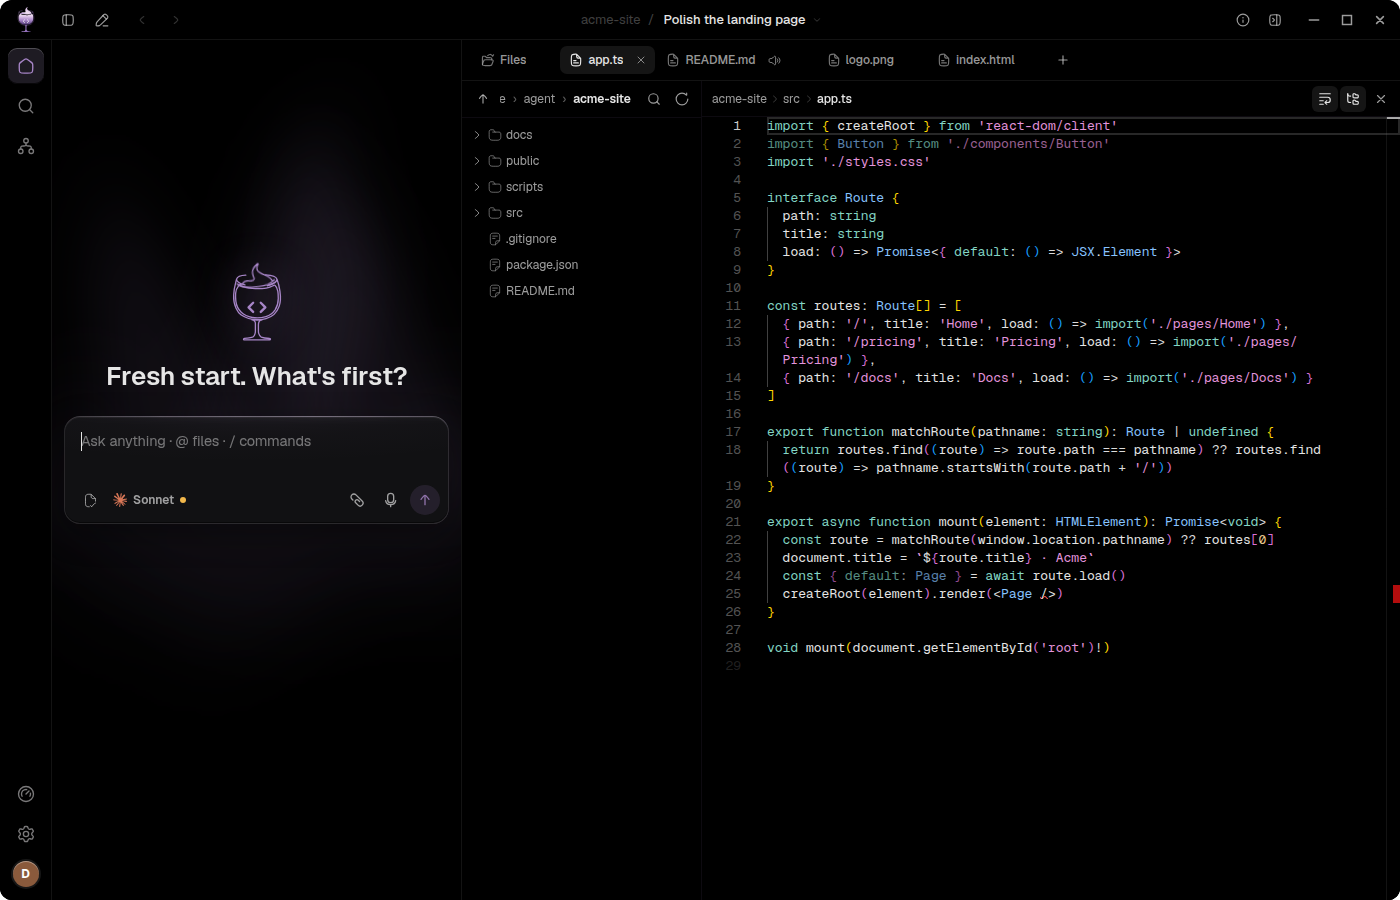 acme-site / Polish the landing page
Files
app.ts
README.md
logo.png
index.html
e › agent › acme-site
acme-site › src › app.ts
docs
public
scripts
src
.gitignore
package.json
README.md
Fresh start. What's first?
Ask anything · @ files · / commands
Sonnet
D
1 import { createRoot } from 'react-dom/client'
2 import { Button } from './components/Button'
3 import './styles.css'
4
5 interface Route {
6 path: string
7 title: string
8 load: () => Promise<{ default: () => JSX.Element }>
9 }
10
11 const routes: Route[] = [
12 { path: '/', title: 'Home', load: () => import('./pages/Home') },
13 { path: '/pricing', title: 'Pricing', load: () => import('./pages/
Pricing') },
14 { path: '/docs', title: 'Docs', load: () => import('./pages/Docs') }
15 ]
16
17 export function matchRoute(pathname: string): Route | undefined {
18 return routes.find((route) => route.path === pathname) ?? routes.find
((route) => pathname.startsWith(route.path + '/'))
19 }
20
21 export async function mount(element: HTMLElement): Promise<void> {
22 const route = matchRoute(window.location.pathname) ?? routes[0]
23 document.title = `${route.title} · Acme`
24 const { default: Page } = await route.load()
25 createRoot(element).render(<Page />)
26 }
27
28 void mount(document.getElementById('root')!)
29